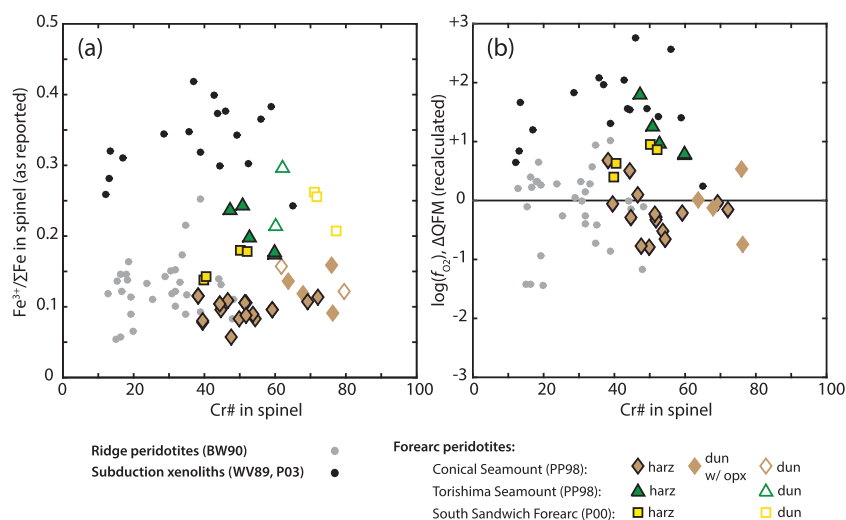 (a)
Fe³⁺/ΣFe in spinel (as reported)
0.5
0.4
0.3
0.2
0.1
0
0 20 40 60 80 100
Cr# in spinel
(b)
log(fO₂), ΔQFM (recalculated)
+3
+2
+1
0
-1
-2
-3
0 20 40 60 80 100
Cr# in spinel
Ridge peridotites (BW90)
Subduction xenoliths (WV89, P03)
Forearc peridotites:
Conical Seamount (PP98): harz dun w/ opx dun
Torishima Seamount (PP98): harz dun
South Sandwich Forearc (P00): harz dun